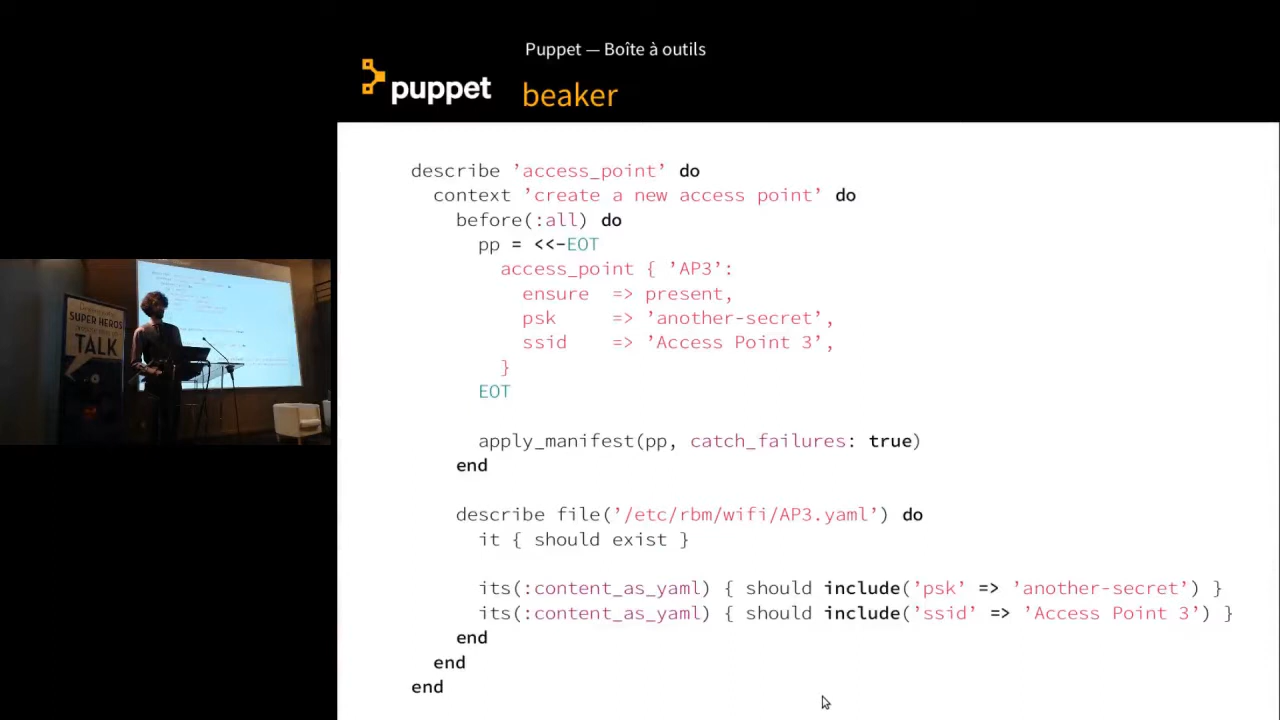 Puppet — Boîte à outils
puppet
beaker
describe ’access_point’ do
context ’create a new access point’ do
before(:all) do
pp = <<-EOT
access_point { ’AP3’:
ensure => present,
psk => ’another-secret’,
ssid => ’Access Point 3’,
}
EOT
apply_manifest(pp, catch_failures: true)
end
describe file(’/etc/rbm/wifi/AP3.yaml’) do
it { should exist }
its(:content_as_yaml) { should include(’psk’ => ’another-secret’) }
its(:content_as_yaml) { should include(’ssid’ => ’Access Point 3’) }
end
end
end
SUPER HEROS
TALK